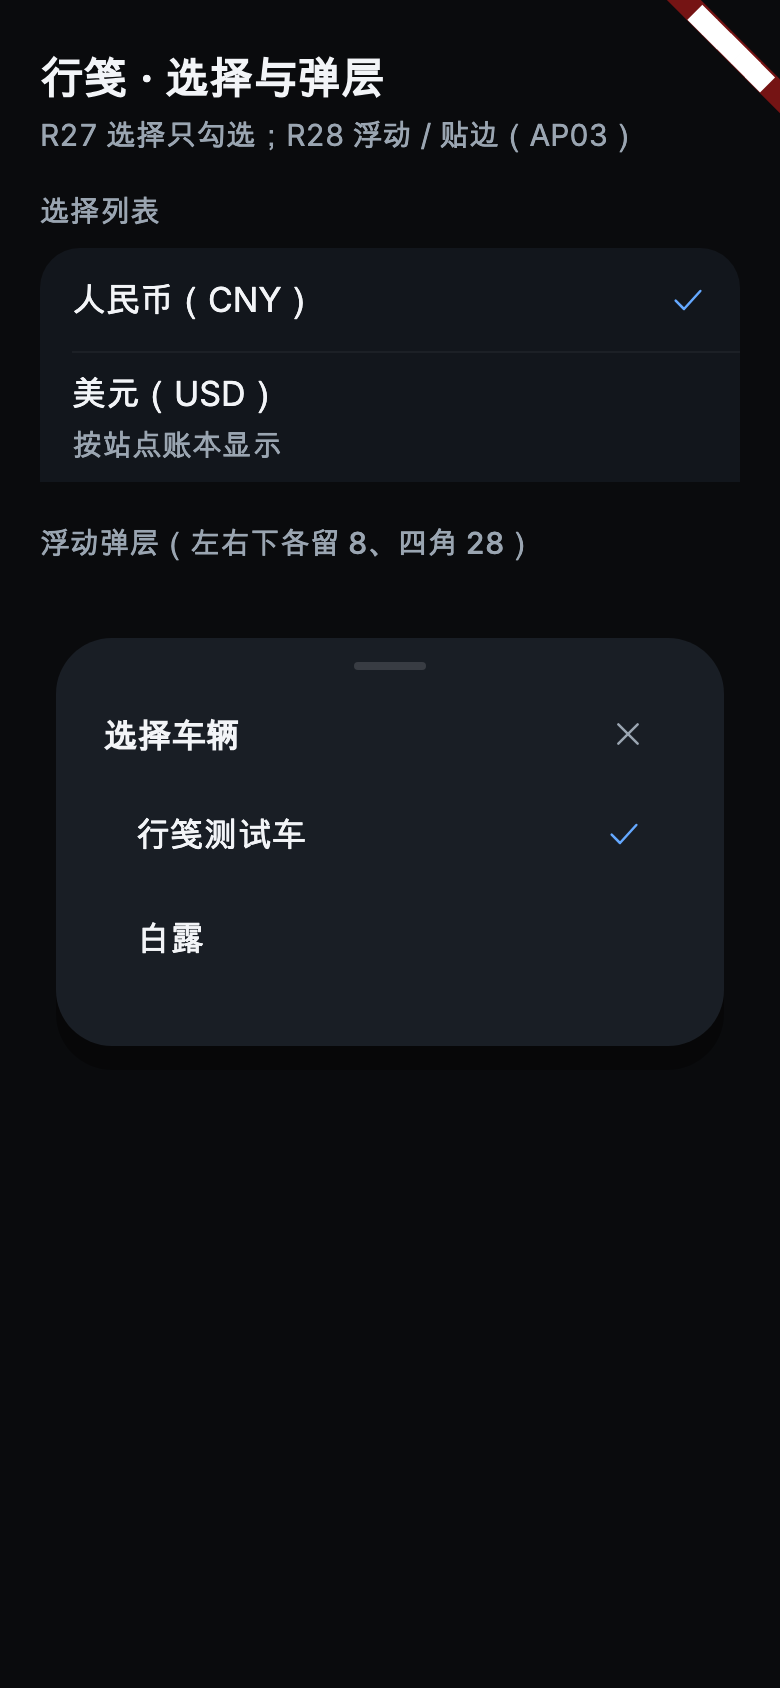 行笺 · 选择与弹层
R27 选择只勾选；R28 浮动 / 贴边（AP03）
选择列表
人民币（CNY）
美元（USD）
按站点账本显示
浮动弹层（左右下各留 8、四角 28）
选择车辆
行笺测试车
白露